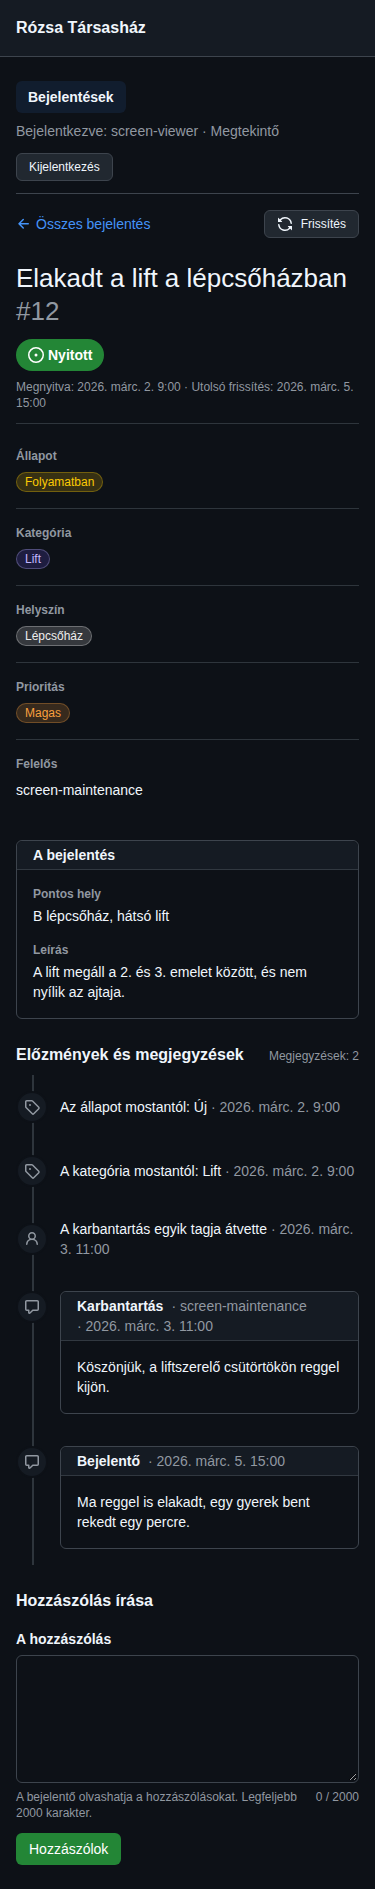 Rózsa Társasház
Bejelentések
Bejelentkezve: screen-viewer · Megtekintő
Kijelentkezés
← Összes bejelentés
Frissítés
Elakadt a lift a lépcsőházban
#12
Nyitott
Megnyitva: 2026. márc. 2. 9:00 · Utolsó frissítés: 2026. márc. 5.
15:00
Állapot
Folyamatban
Kategória
Lift
Helyszín
Lépcsőház
Prioritás
Magas
Felelős
screen-maintenance
A bejelentés
Pontos hely
B lépcsőház, hátsó lift
Leírás
A lift megáll a 2. és 3. emelet között, és nem
nyílik az ajtaja.
Előzmények és megjegyzések
Megjegyzések: 2
Az állapot mostantól: Új · 2026. márc. 2. 9:00
A kategória mostantól: Lift · 2026. márc. 2. 9:00
A karbantartás egyik tagja átvette · 2026. márc.
3. 11:00
Karbantartás · screen-maintenance
· 2026. márc. 3. 11:00
Köszönjük, a liftszerelő csütörtökön reggel
kijön.
Bejelentő · 2026. márc. 5. 15:00
Ma reggel is elakadt, egy gyerek bent
rekedt egy percre.
Hozzászólás írása
A hozzászólás
A bejelentő olvashatja a hozzászólásokat. Legfeljebb
2000 karakter.
0 / 2000
Hozzászólok